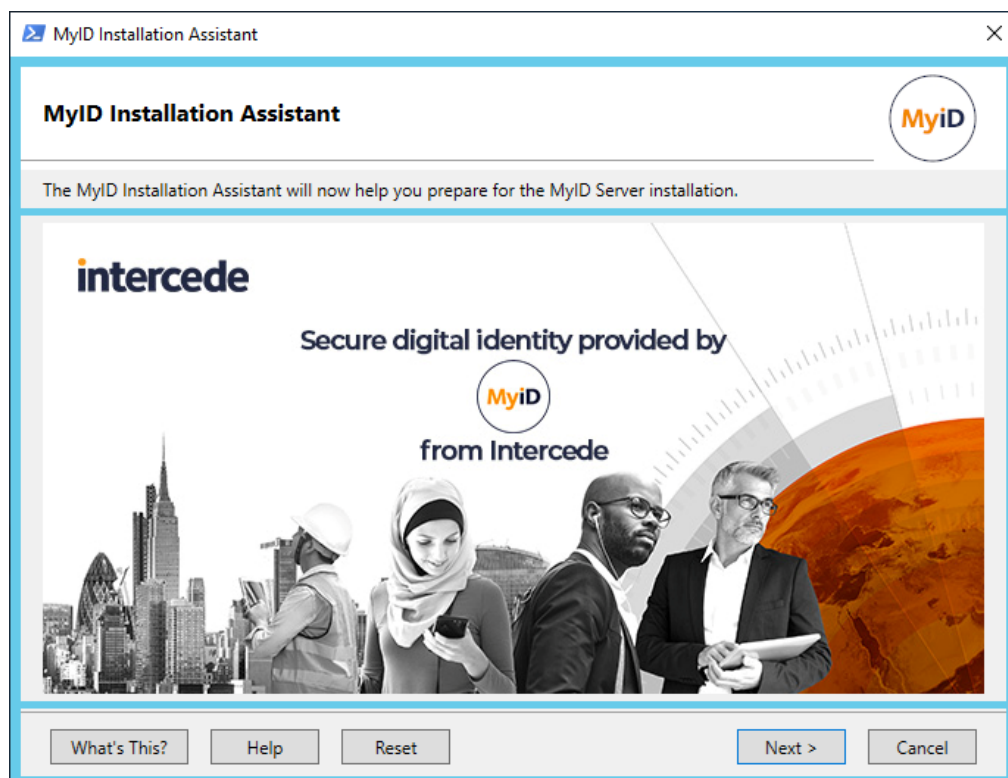 MyID Installation Assistant
MyID Installation Assistant
MyiD
The MyID Installation Assistant will now help you prepare for the MyID Server installation.
intercede
Secure digital identity provided by
MyiD
from Intercede
What's This?
Help
Reset
Next >
Cancel